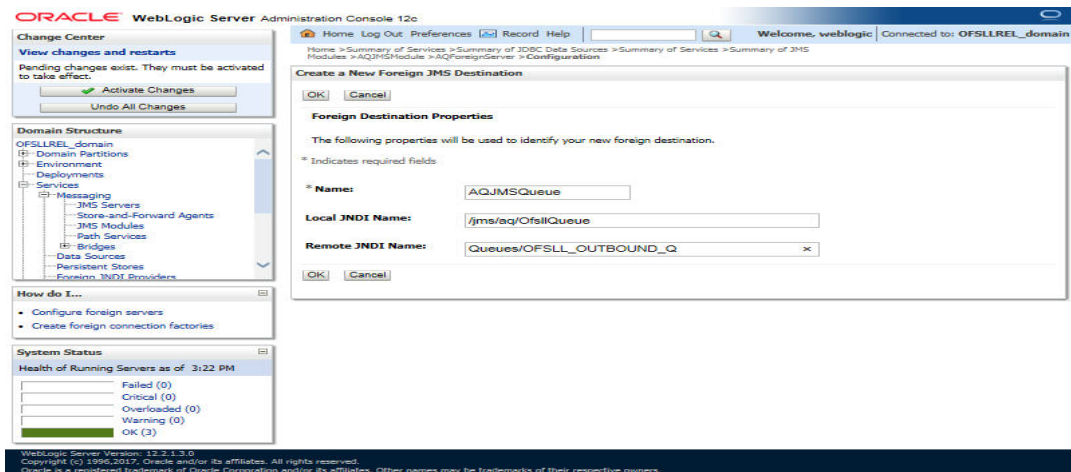 ORACLE WebLogic Server Administration Console 12c
Change Center
View changes and restarts
Pending changes exist. They must be activated
to take effect.
Activate Changes
Undo All Changes
Domain Structure
OFSLLREL_domain
Domain Partitions
Environment
Deployments
Services
Messaging
JMS Servers
Store-and-Forward Agents
JMS Modules
Path Services
Bridges
Data Sources
Persistent Stores
Foreign JNDI Providers
How do I...
Configure foreign servers
Create foreign connection factories
System Status
Health of Running Servers as of 3:22 PM
Failed (0)
Critical (0)
Overloaded (0)
Warning (0)
OK (3)
Home Log Out Preferences Record Help
Welcome, weblogic Connected to: OFSLLREL_domain
Home >Summary of Services >Summary of JDBC Data Sources >Summary of Services >Summary of JMS
Modules >AQJMSModule >AQForeignServer >Configuration
Create a New Foreign JMS Destination
OK Cancel
Foreign Destination Properties
The following properties will be used to identify your new foreign destination.
* Indicates required fields
* Name: AQJMSQueue
Local JNDI Name: /jms/aq/OfsllQueue
Remote JNDI Name: Queues/OFSLL_OUTBOUND_Q ×
OK Cancel
WebLogic Server Version: 12.2.1.3.0
Copyright (c) 1996,2017, Oracle and/or its affiliates. All rights reserved.
Oracle is a registered trademark of Oracle Corporation and/or its affiliates. Other names may be trademarks of their respective owners.